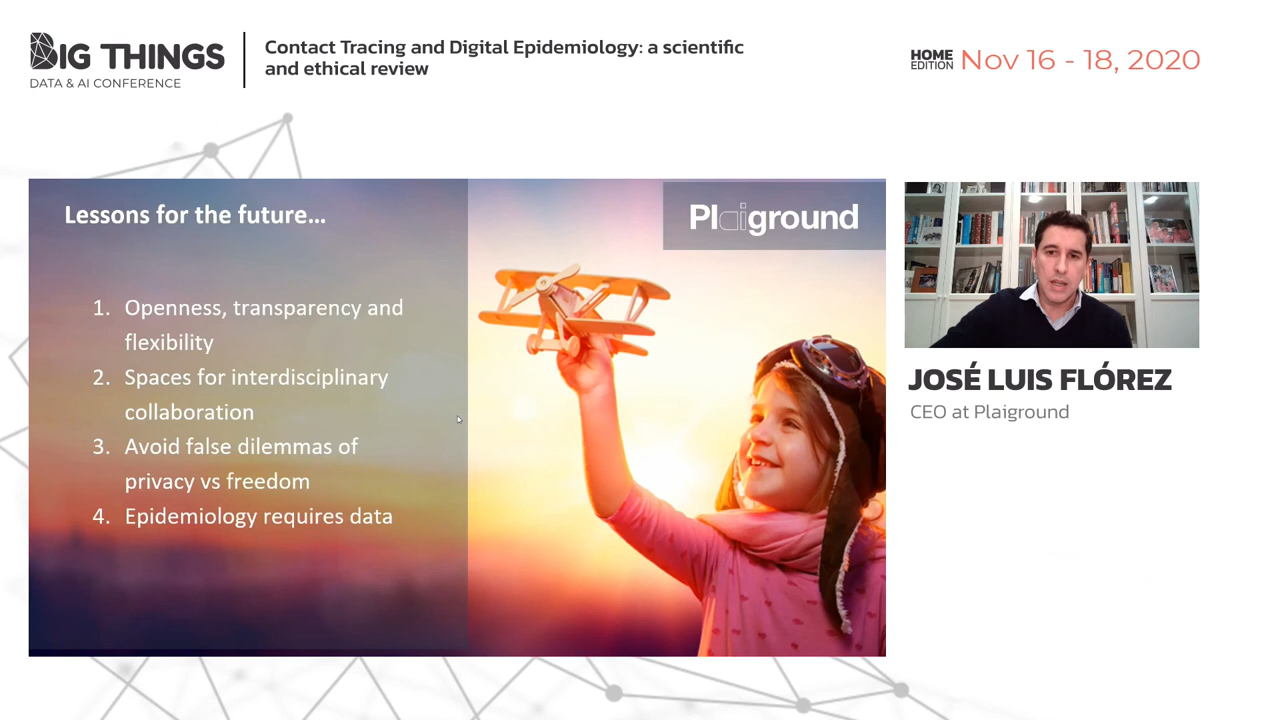 BIG THINGS
DATA & AI CONFERENCE
Contact Tracing and Digital Epidemiology: a scientific
and ethical review
HOME
EDITION
Nov 16 - 18, 2020
Lessons for the future...
1. Openness, transparency and
flexibility
2. Spaces for interdisciplinary
collaboration
3. Avoid false dilemmas of
privacy vs freedom
4. Epidemiology requires data
Plaiground
JOSÉ LUIS FLÓREZ
CEO at Plaiground